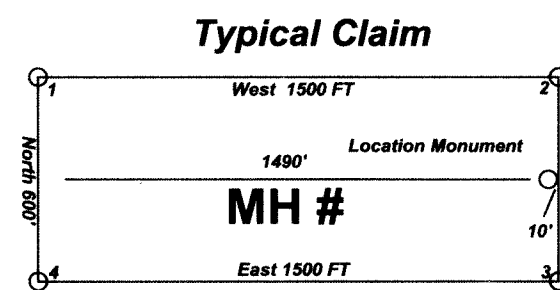 Typical Claim
1
West 1500 FT
2
North 600'
1490'
Location Monument
MH #
10'
4
East 1500 FT
3